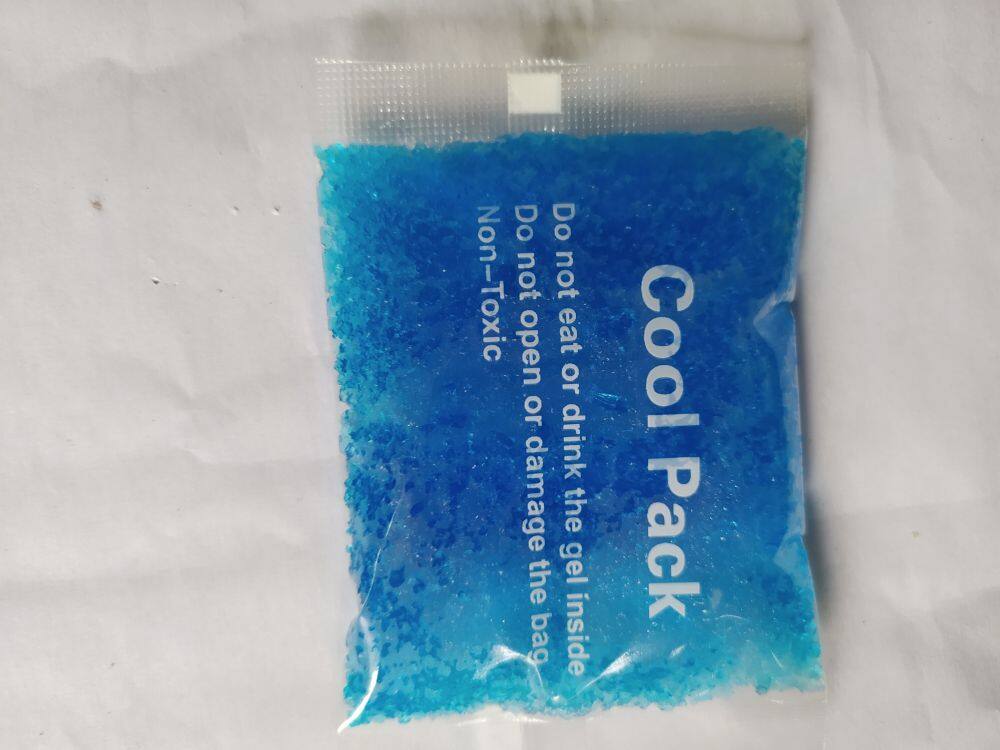 Cool Pack
Do not eat or drink the gel inside
Do not open or damage the bag
Non-Toxic